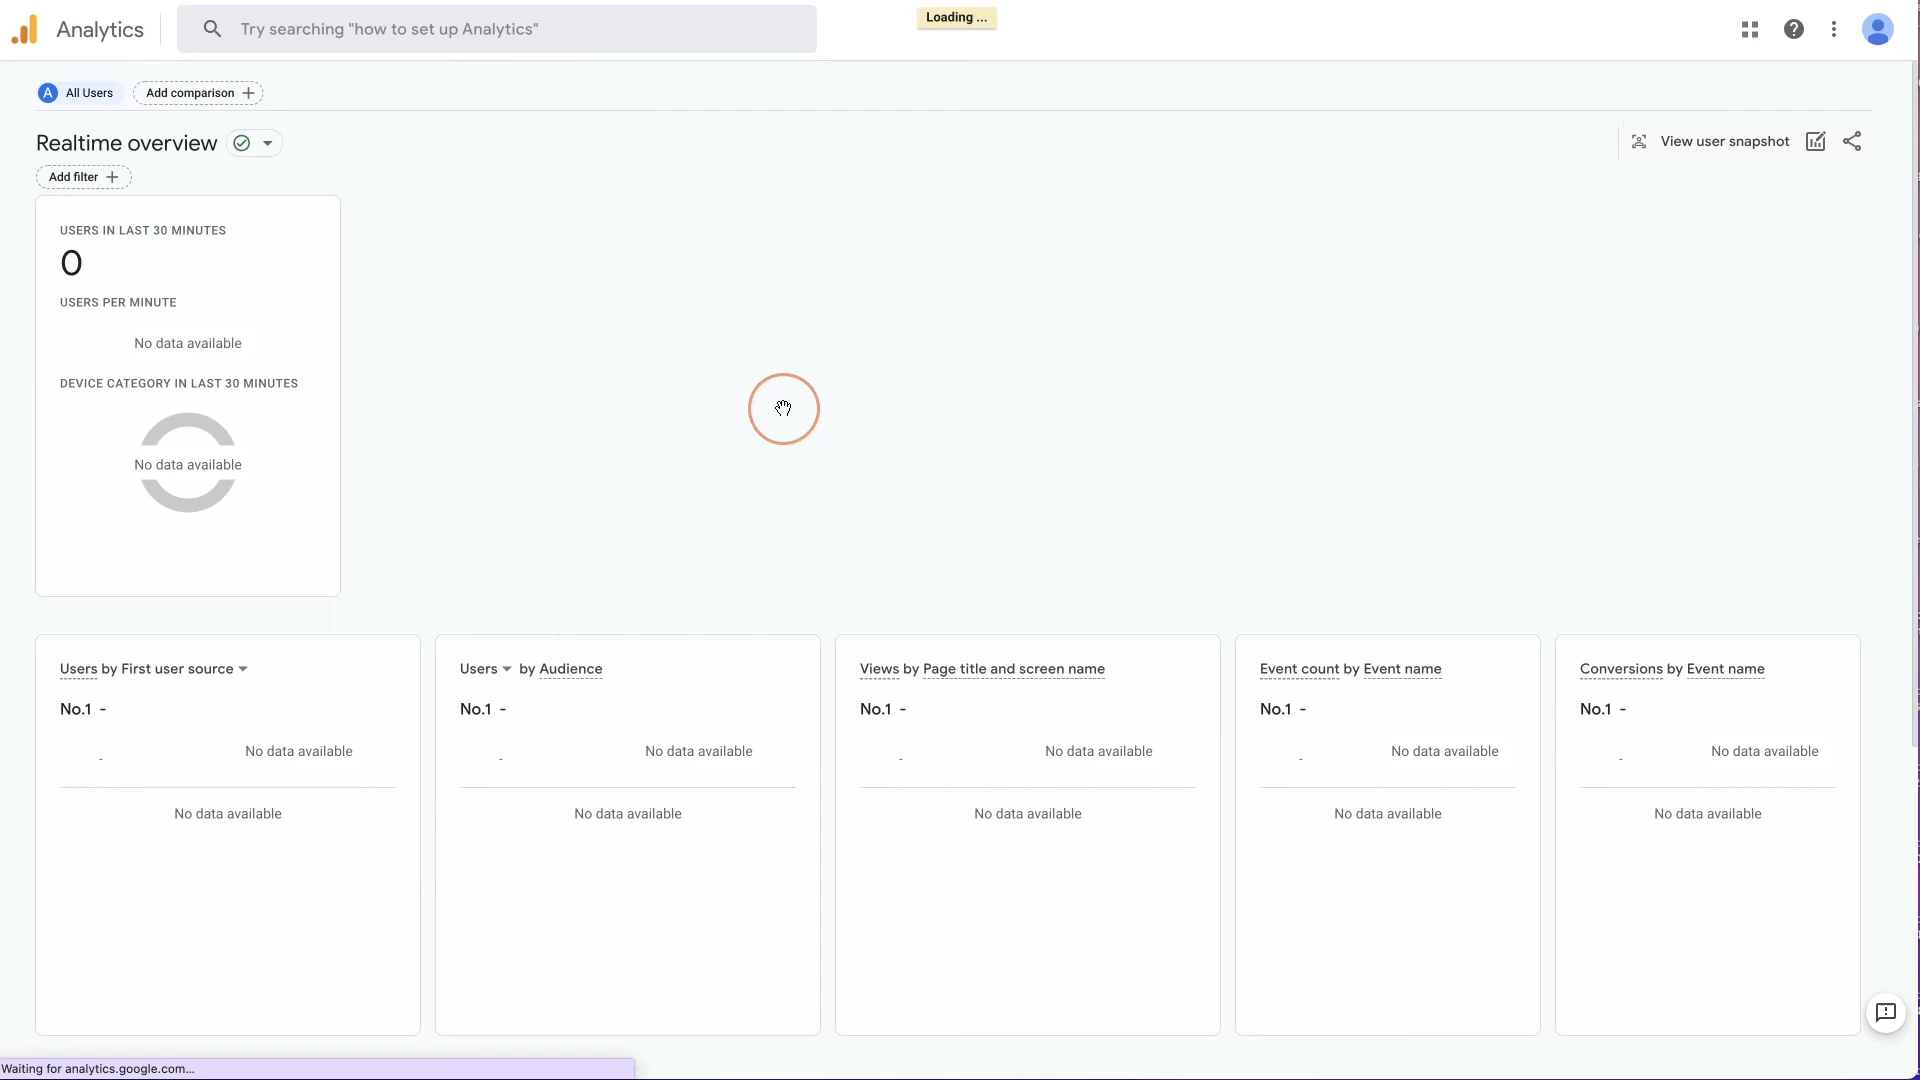 Analytics
Try searching "how to set up Analytics"
Loading ...
A All Users
Add comparison +
Realtime overview
View user snapshot
Add filter +
USERS IN LAST 30 MINUTES
0
USERS PER MINUTE
No data available
DEVICE CATEGORY IN LAST 30 MINUTES
No data available
Users by First user source
No.1 -
- No data available
No data available
Users by Audience
No.1 -
- No data available
No data available
Views by Page title and screen name
No.1 -
- No data available
No data available
Event count by Event name
No.1 -
- No data available
No data available
Conversions by Event name
No.1 -
- No data available
No data available
Waiting for analytics.google.com...